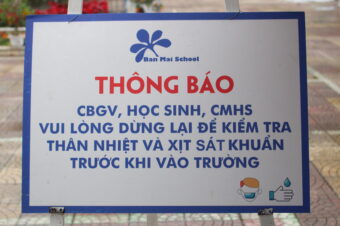 Ban Mai School
THÔNG BÁO
CBGV, HỌC SINH, CMHS
VUI LÒNG DỪNG LẠI ĐỂ KIỂM TRA
THÂN NHIỆT VÀ XỊT SÁT KHUẨN
TRƯỚC KHI VÀO TRƯỜNG